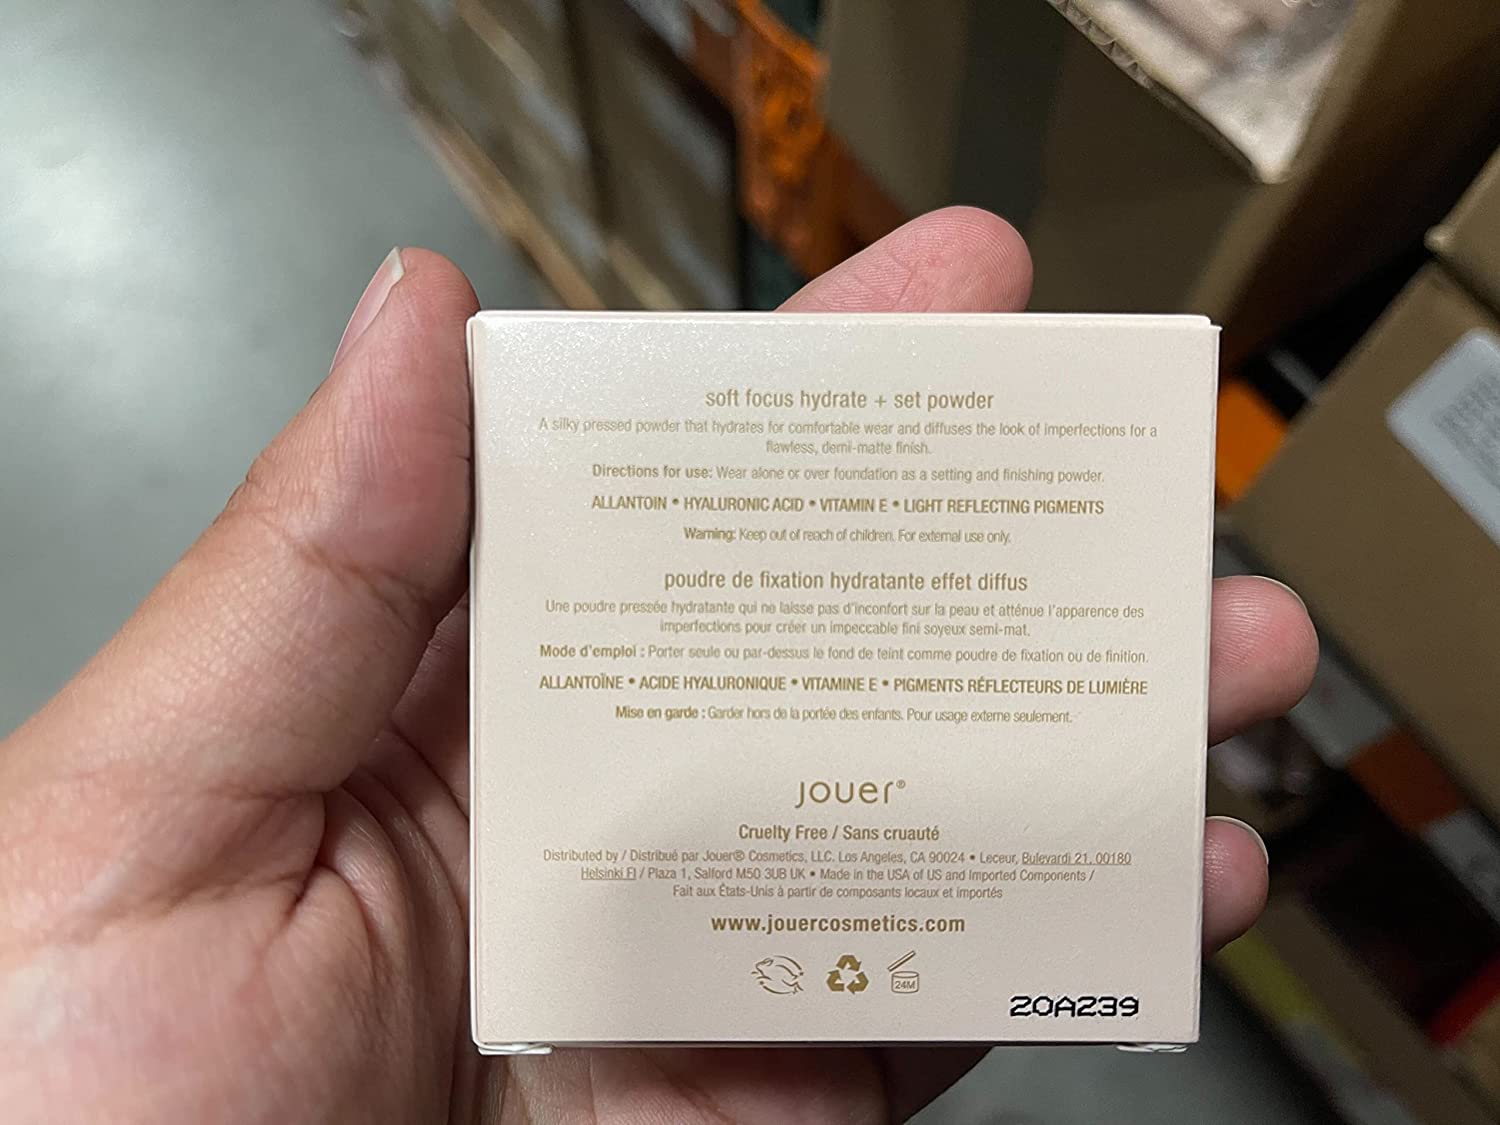 soft focus hydrate + set powder
A silky pressed powder that hydrates for comfortable wear and diffuses the look of imperfections for a
flawless, demi-matte finish.
Directions for use: Wear alone or over foundation as a setting and finishing powder.
ALLANTOIN • HYALURONIC ACID • VITAMIN E • LIGHT REFLECTING PIGMENTS
Warning: Keep out of reach of children. For external use only.
poudre de fixation hydratante effet diffus
Une poudre pressée hydratante qui ne laisse pas d'inconfort sur la peau et atténue l'apparence des
imperfections pour créer un impeccable fini soyeux semi-mat.
Mode d'emploi : Porter seule ou par-dessus le fond de teint comme poudre de fixation ou de finition.
ALLANTOÏNE • ACIDE HYALURONIQUE • VITAMINE E • PIGMENTS RÉFLECTEURS DE LUMIÈRE
Mise en garde : Garder hors de la portée des enfants. Pour usage externe seulement.
jouer®
Cruelty Free / Sans cruauté
Distributed by / Distribué par Jouer® Cosmetics, LLC. Los Angeles, CA 90024 • Leceur, Bulevardi 21, 00180
Helsinki FI / Plaza 1, Salford M50 3UB UK • Made in the USA of US and Imported Components /
Fait aux États-Unis à partir de composants locaux et importés
www.jouercosmetics.com
24M
20A239